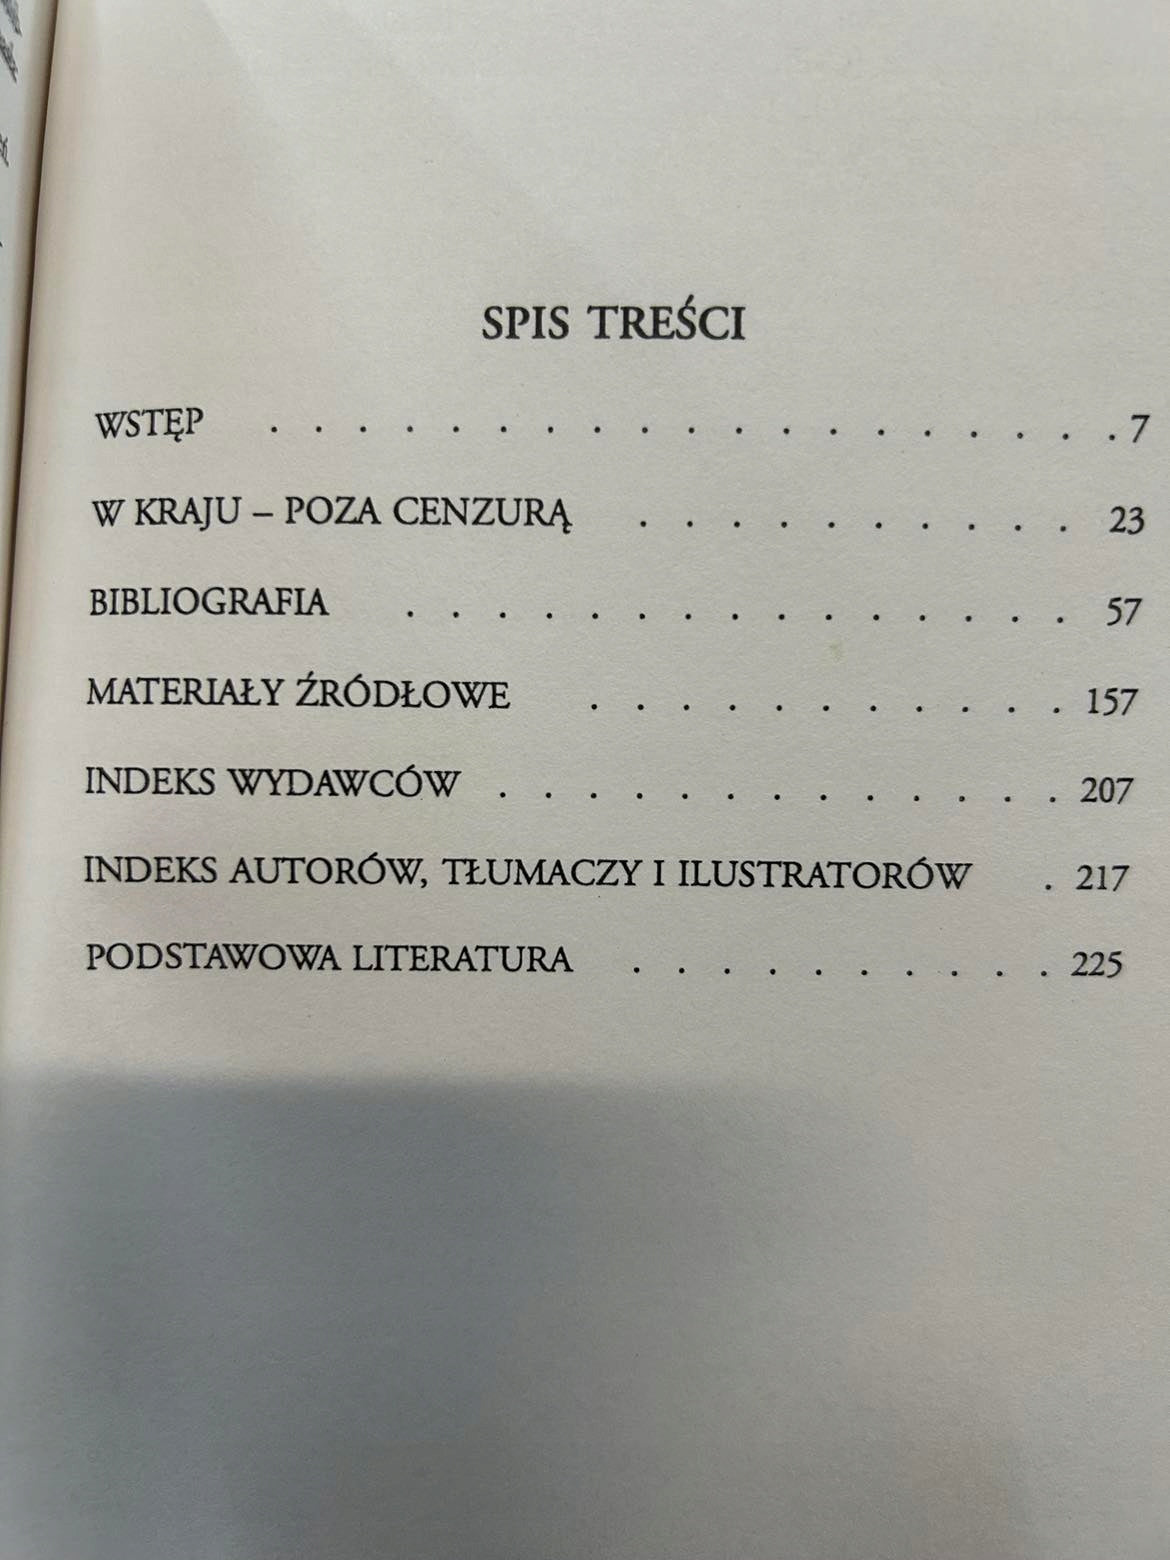 SPIS TREŚCI
WSTĘP . . . . . . . . . . . . . . . . . . . 7
W KRAJU – POZA CENZURĄ . . . . . . . . . . 23
BIBLIOGRAFIA . . . . . . . . . . . . . . . 57
MATERIAŁY ŹRÓDŁOWE . . . . . . . . . . . 157
INDEKS WYDAWCÓW . . . . . . . . . . . . . 207
INDEKS AUTORÓW, TŁUMACZY I ILUSTRATORÓW . 217
PODSTAWOWA LITERATURA . . . . . . . . . . 225